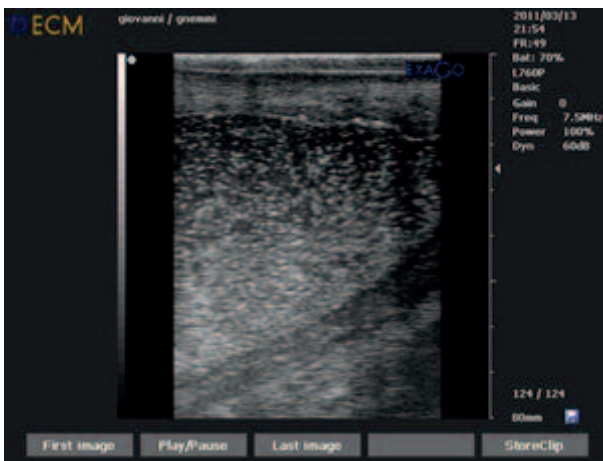 ECM
giovanni / gnemmi
2011/03/13
21:54
FR:49
Bat: 70%
L760P
Basic
Gain 0
Freq 7.5MHz
Power 100%
Dyn 60dB
EXAGO
124 / 124
80mm
First image
Play/Pause
Last image
StoreClip